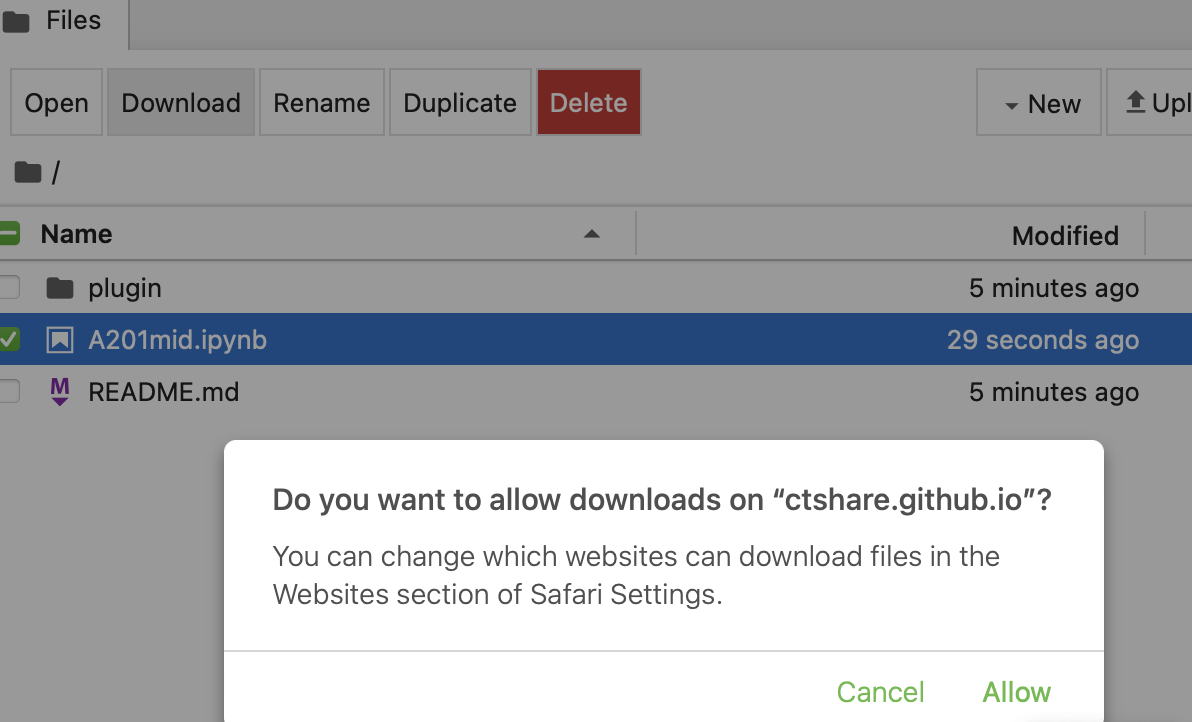 Files
Open Download Rename Duplicate Delete New Upl
/
Name Modified
plugin 5 minutes ago
A201mid.ipynb 29 seconds ago
M README.md 5 minutes ago
Do you want to allow downloads on “ctshare.github.io”?
You can change which websites can download files in the
Websites section of Safari Settings.
Cancel Allow